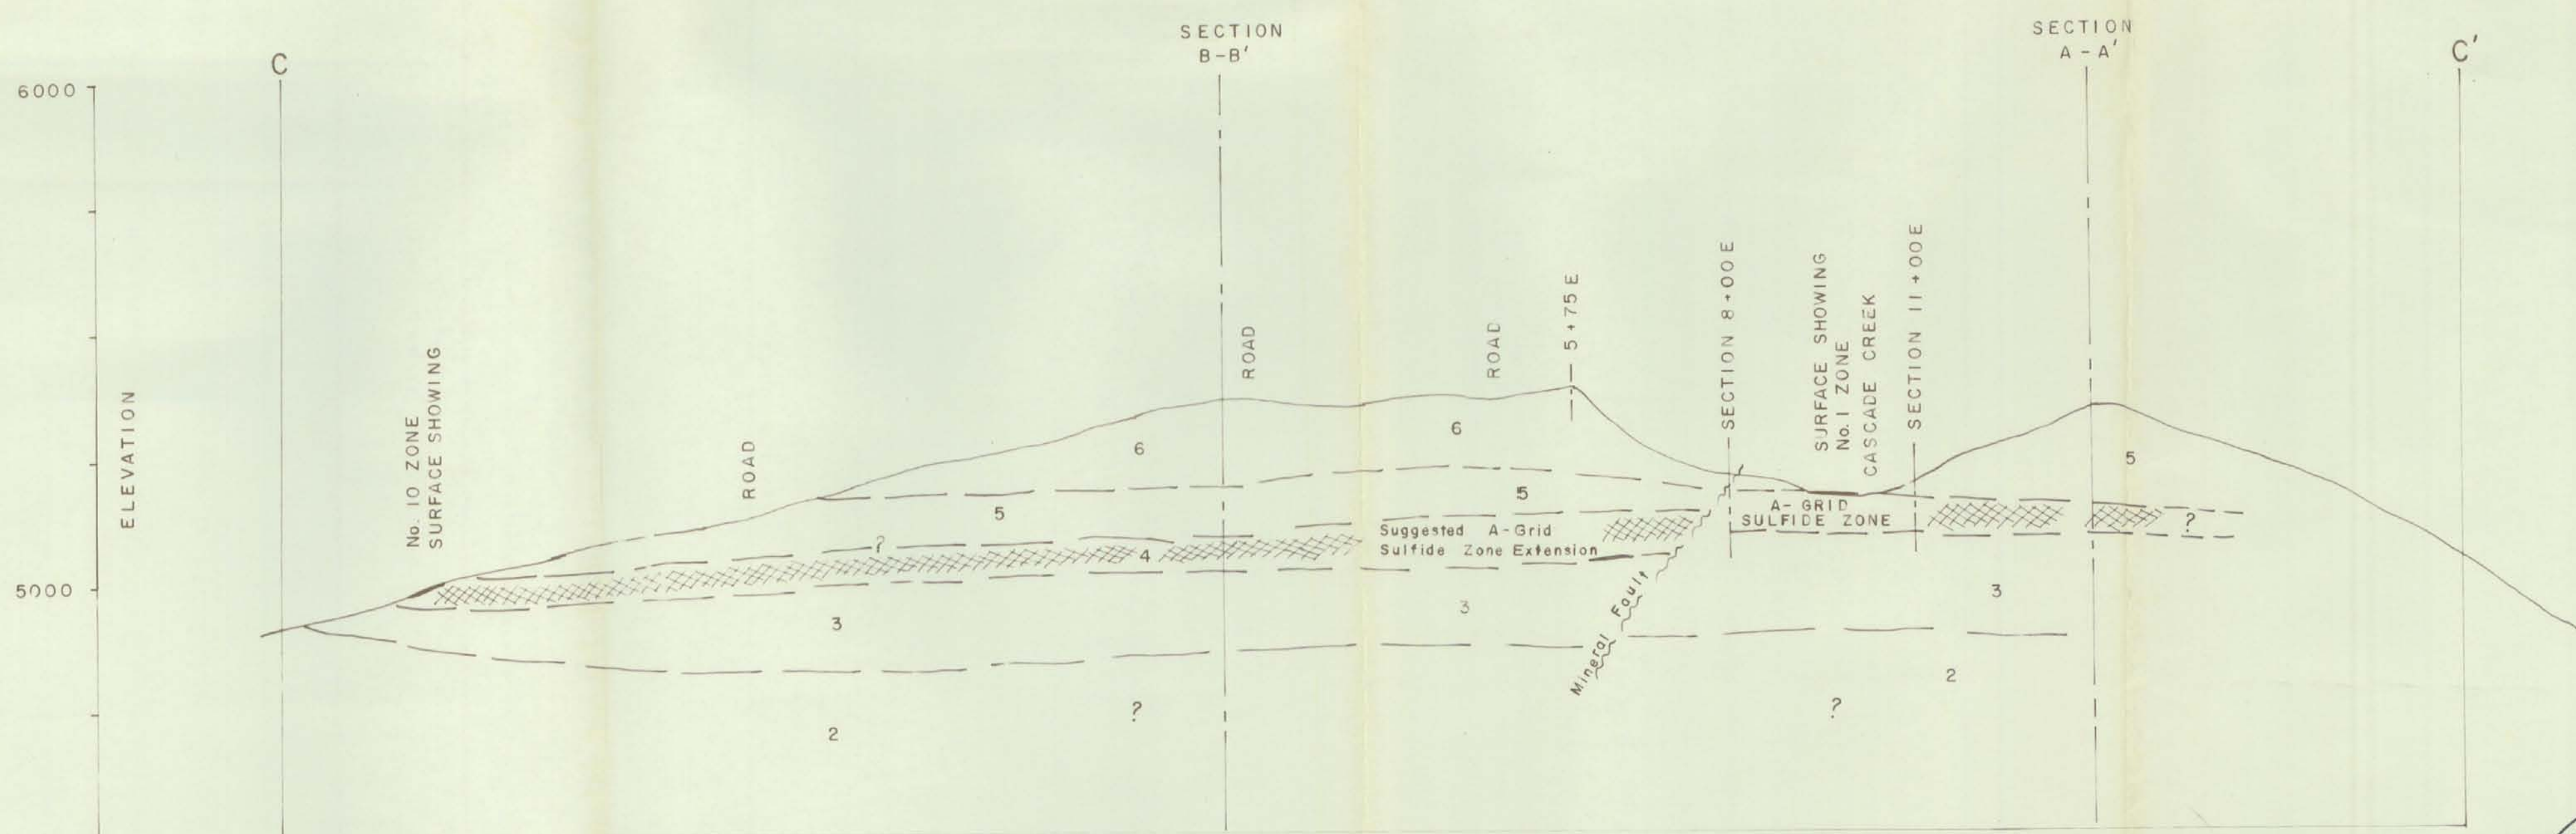 SECTION
B-B'
SECTION
A - A'
C
C'
6000
5000
ELEVATION
No. 10 ZONE
SURFACE SHOWING
ROAD
ROAD
ROAD
5 + 75 E
SECTION 8 + 00 E
SURFACE SHOWING
No. 1 ZONE
CASCADE CREEK
SECTION 11 + 00 E
6
6
5
5
5
?
4
Suggested A-Grid
Sulfide Zone Extension
A- GRID
SULFIDE ZONE
?
3
3
3
Mineral Fault
2
2
?
?